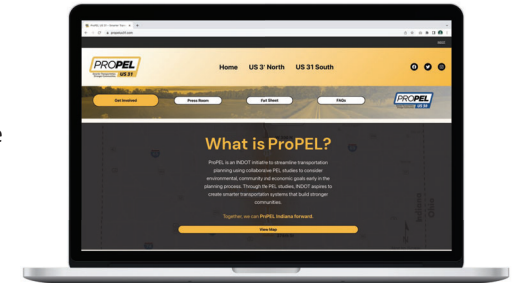 e
PROPEL
US 31
Home US 3' North US 31 South
Get Involved Press Room Fact Sheet FAQs
PROPEL
US 30
What is ProPEL?
ProPEL is an INDOT initiative to streamline transportation
planning using collaborative PEL studies to consider
environmental, community and economic goals early in the
planning process. Through the PEL studies, INDOT aspires to
create smarter transportation systems that build stronger
communities.
Together, we can ProPEL Indiana forward.
View Map